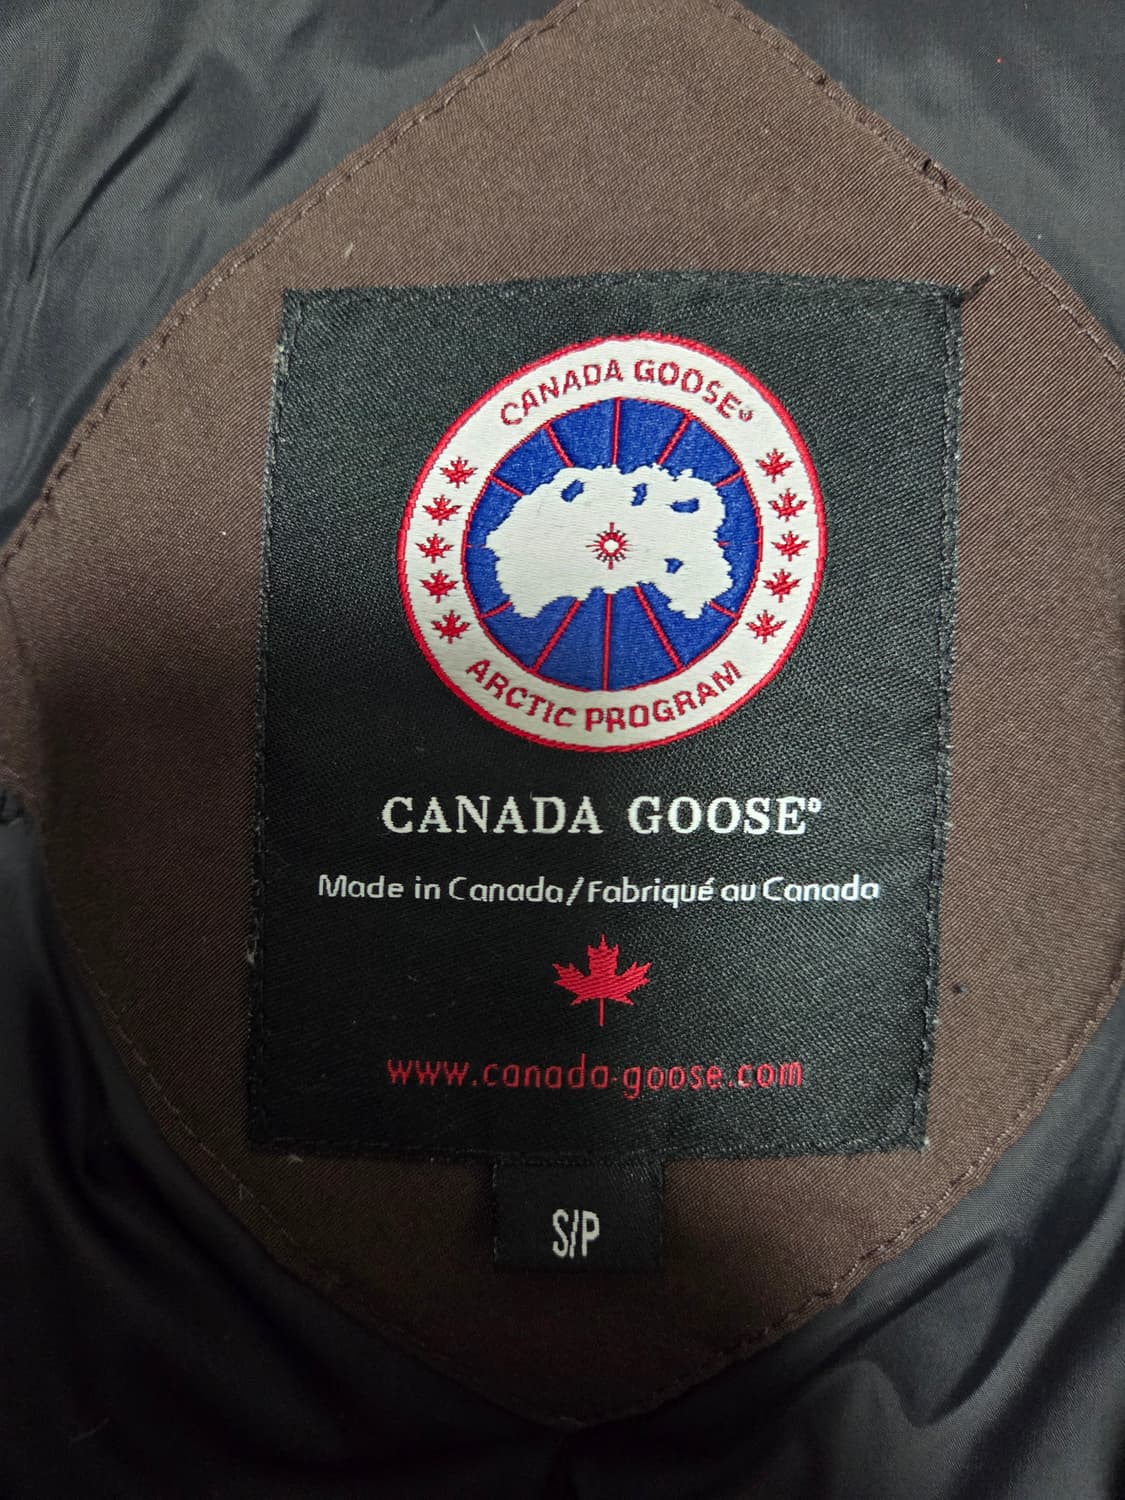 CANADA GOOSE®
ARCTIC PROGRAM
CANADA GOOSE®
Made in Canada/Fabriqué au Canada
www.canada-goose.com
S/P